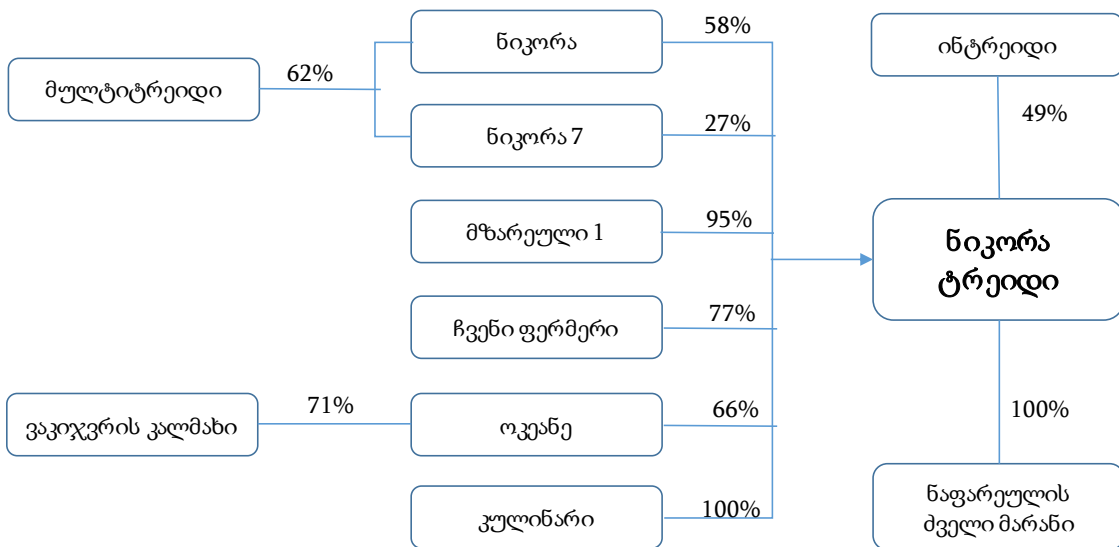 ნიკორა
58%
ინტრეიდი
მულტიტრეიდი
62%
49%
ნიკორა 7
27%
მზარეული 1
95%
ნიკორა
ტრეიდი
ჩვენი ფერმერი
77%
ვაკიჯვრის კალმახი
71%
ოკეანე
66%
100%
კულინარი
100%
ნაფარეულის
ძველი მარანი